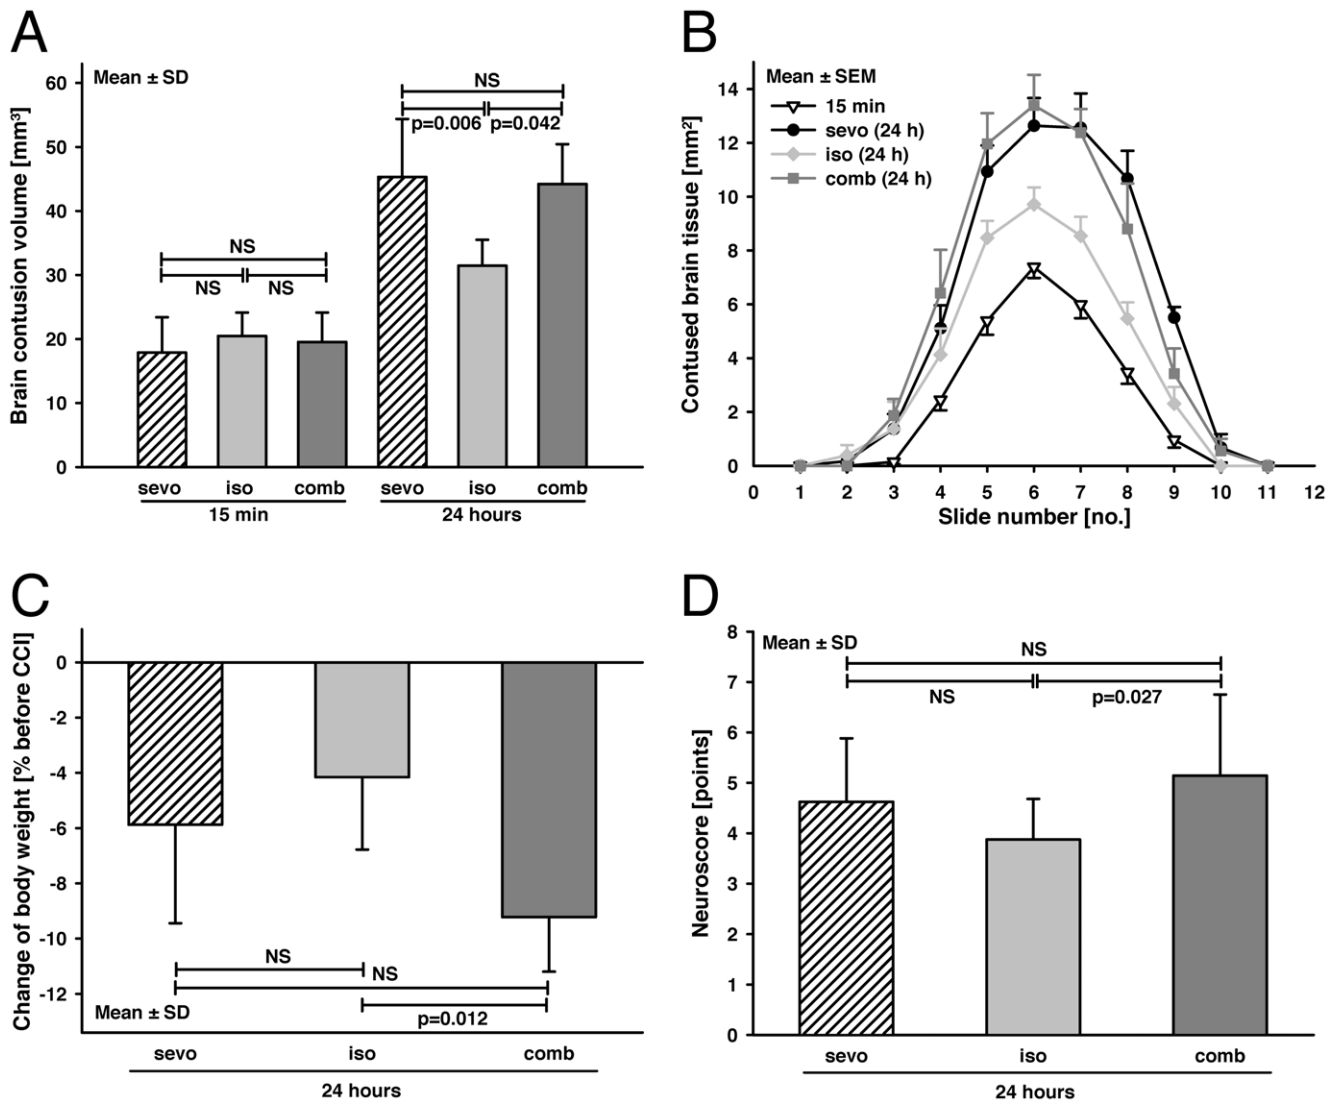 A
Mean ± SD
Brain contusion volume [mm³]
60
50
40
30
20
10
0
NS
NS
NS
NS
p=0.006
p=0.042
sevo
iso
comb
sevo
iso
comb
15 min
24 hours
B
Mean ± SEM
15 min
sevo (24 h)
iso (24 h)
comb (24 h)
Contused brain tissue [mm²]
14
12
10
8
6
4
2
0
0 1 2 3 4 5 6 7 8 9 10 11 12
Slide number [no.]
C
Change of body weight [% before CCI]
0
-2
-4
-6
-8
-10
-12
NS
NS
p=0.012
Mean ± SD
sevo
iso
comb
24 hours
D
Mean ± SD
Neuroscore [points]
8
7
6
5
4
3
2
1
0
NS
NS
p=0.027
sevo
iso
comb
24 hours